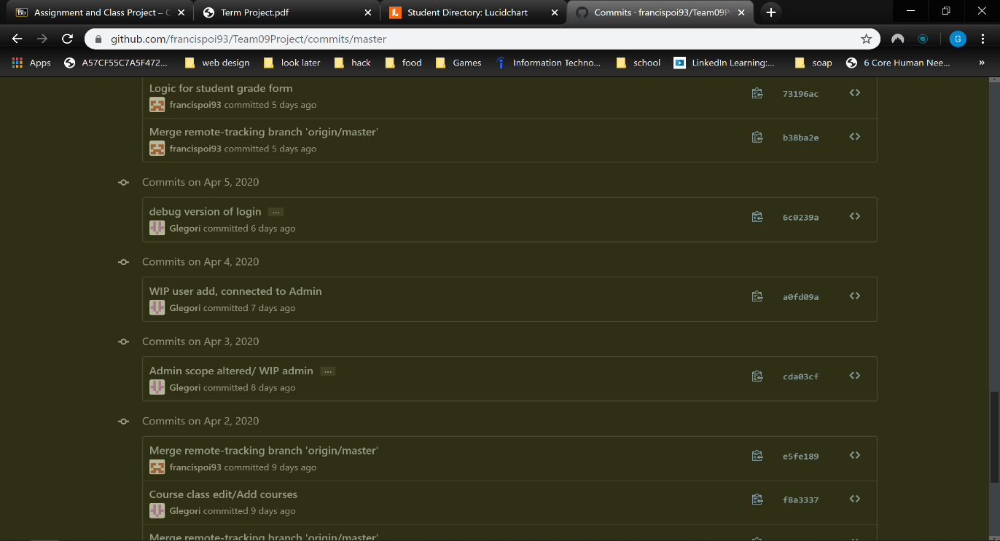 Bb Assignment and Class Project – C
Term Project.pdf
Student Directory: Lucidchart
Commits · francispoi93/Team09P
github.com/francispoi93/Team09Project/commits/master
G
Apps
A57CF55C7A5F472...
web design
look later
hack
food
Games
Information Techno...
school
LinkedIn Learning:...
soap
6 Core Human Nee...
»
Logic for student grade form
francispoi93 committed 5 days ago
73196ac
Merge remote-tracking branch 'origin/master'
francispoi93 committed 5 days ago
b38ba2e
Commits on Apr 5, 2020
debug version of login ...
Glegori committed 6 days ago
6c0239a
Commits on Apr 4, 2020
WIP user add, connected to Admin
Glegori committed 7 days ago
a0fd09a
Commits on Apr 3, 2020
Admin scope altered/ WIP admin ...
Glegori committed 8 days ago
cda03cf
Commits on Apr 2, 2020
Merge remote-tracking branch 'origin/master'
francispoi93 committed 9 days ago
e5fe189
Course class edit/Add courses
Glegori committed 9 days ago
f8a3337
Merge remote-tracking branch 'origin/master'